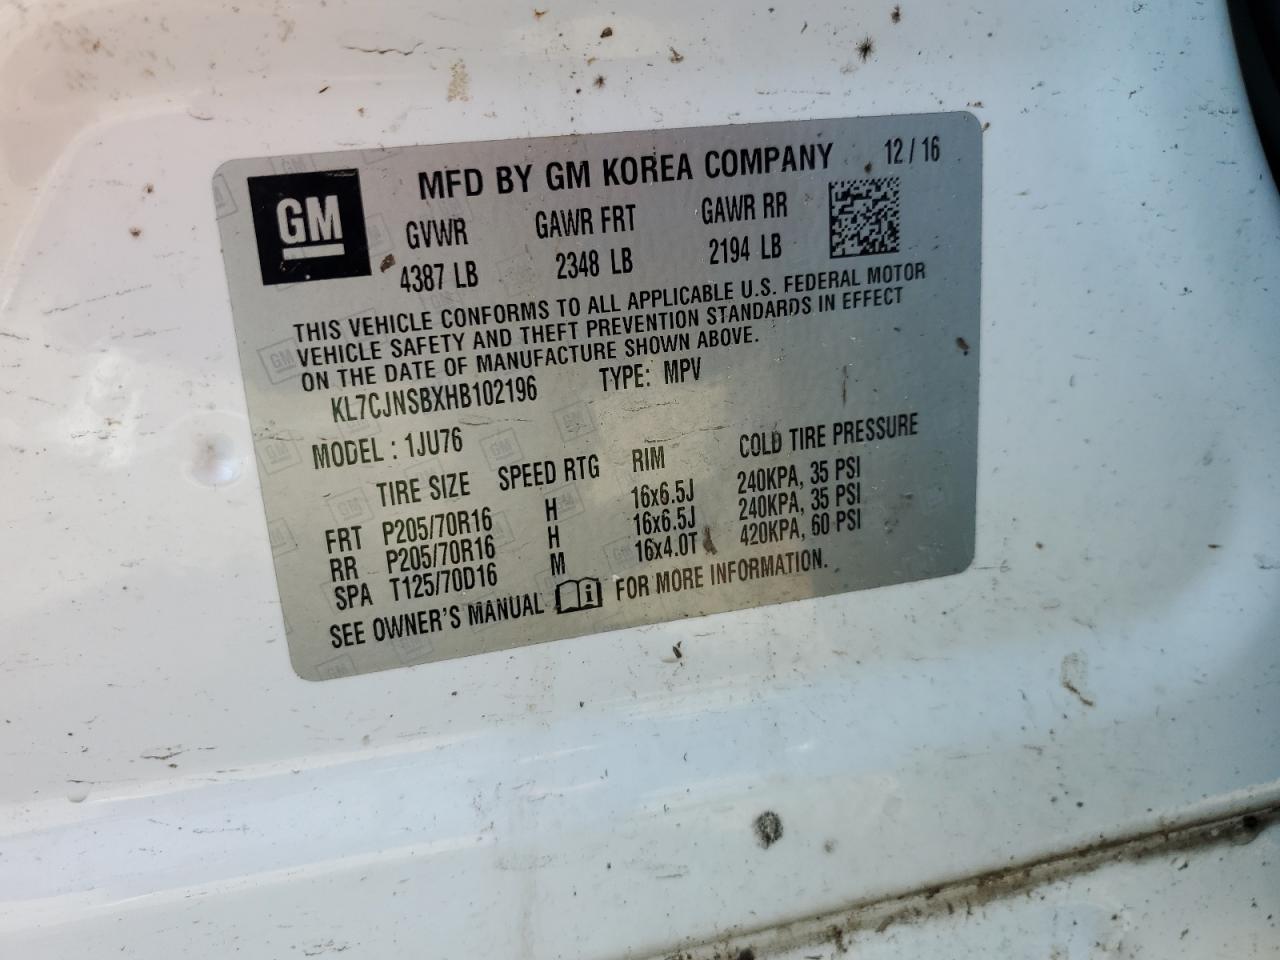 MFD BY GM KOREA COMPANY 12 / 16
GM
GVWR GAWR FRT GAWR RR
4387 LB 2348 LB 2194 LB
THIS VEHICLE CONFORMS TO ALL APPLICABLE U.S. FEDERAL MOTOR
VEHICLE SAFETY AND THEFT PREVENTION STANDARDS IN EFFECT
ON THE DATE OF MANUFACTURE SHOWN ABOVE.
KL7CJNSBXHB102196 TYPE: MPV
MODEL : 1JU76
TIRE SIZE SPEED RTG RIM COLD TIRE PRESSURE
FRT P205/70R16 H 16x6.5J 240KPA, 35 PSI
RR P205/70R16 H 16x6.5J 240KPA, 35 PSI
SPA T125/70D16 M 16x4.0T 420KPA, 60 PSI
SEE OWNER'S MANUAL FOR MORE INFORMATION.